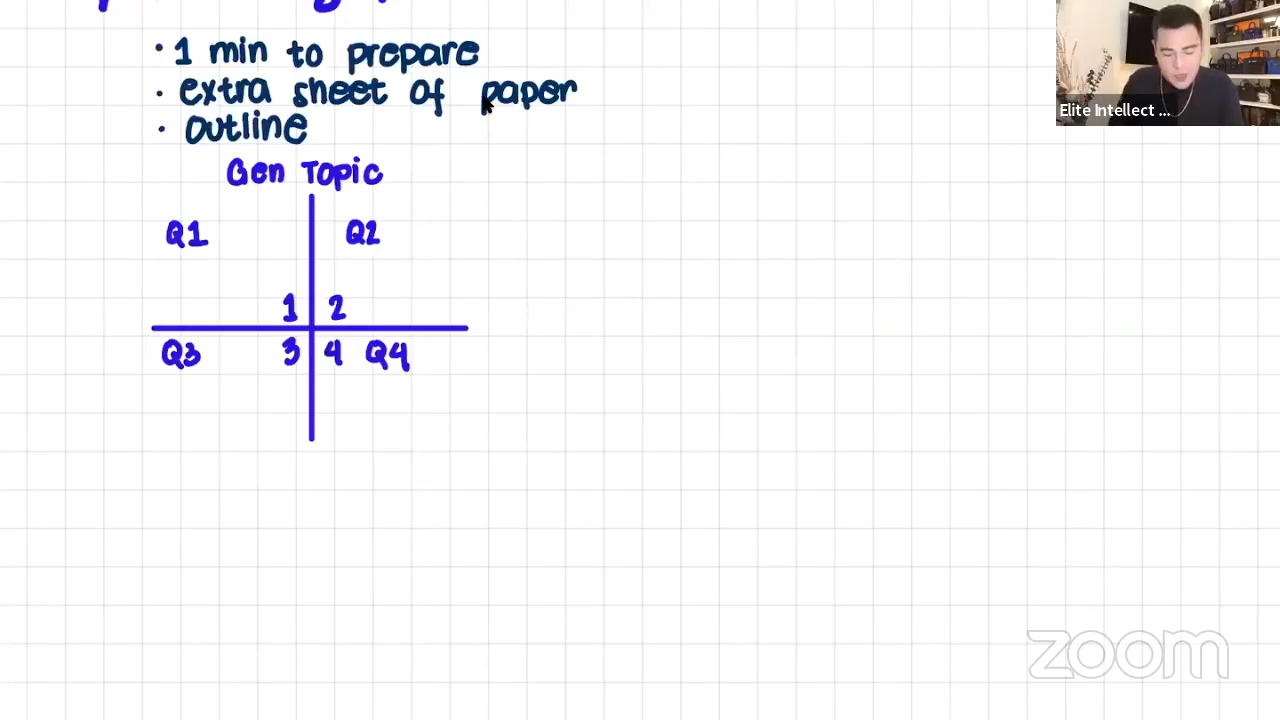 · 1 min to prepare
· extra sheet of paper
· outline
Gen Topic
Q1 Q2
1 2
Q3 3 4 Q4
Elite Intellect ...
zoom